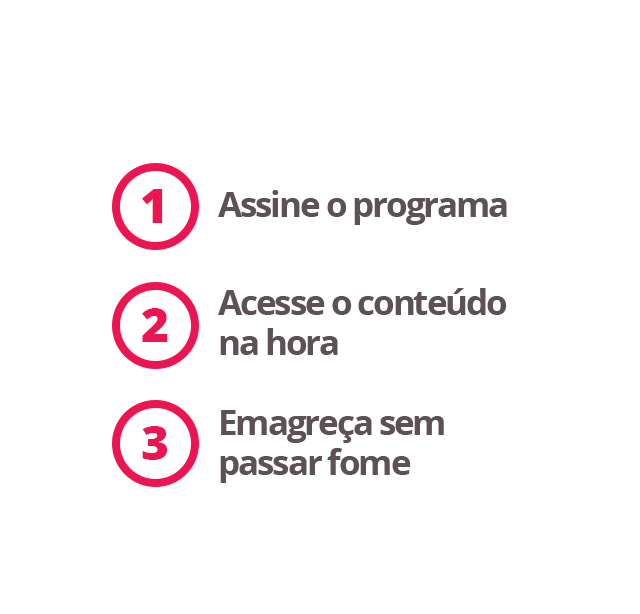 1
Assine o programa
2
Acesse o conteúdo
na hora
3
Emagreça sem
passar fome